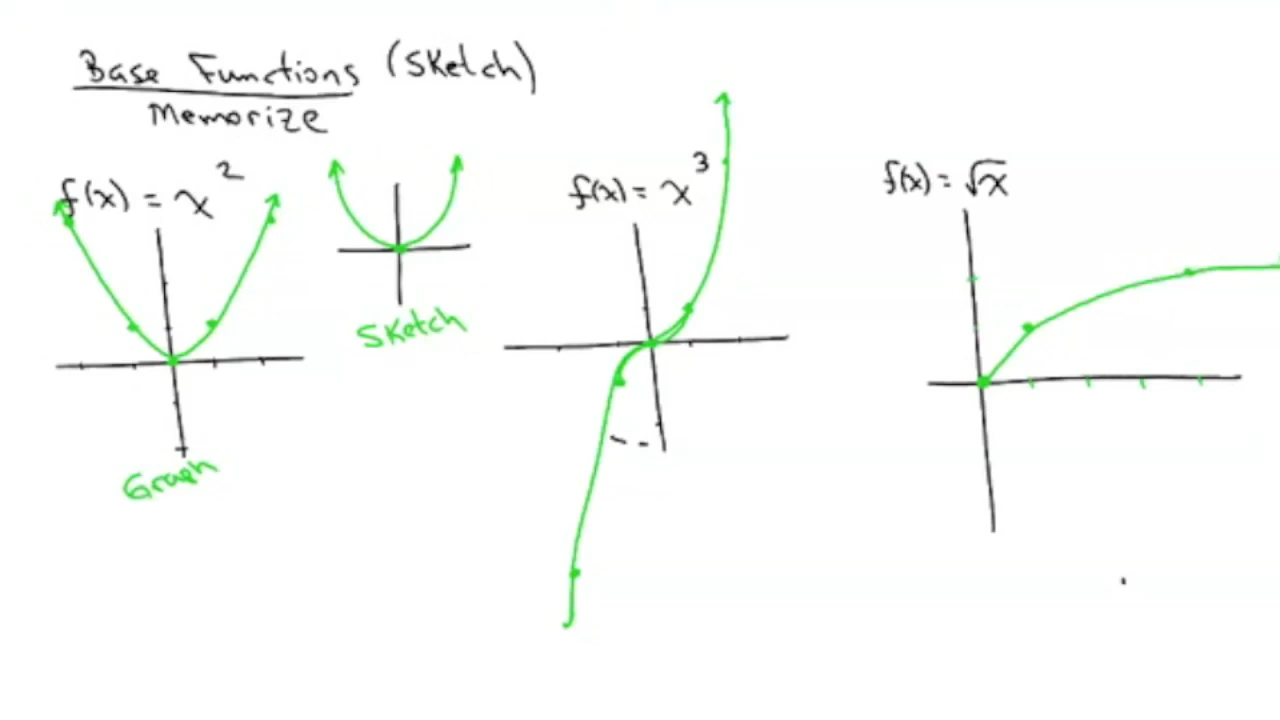 Base Functions (Sketch)
Memorize
f(x) = x²
f(x) = x³
f(x) = √x
Sketch
Graph